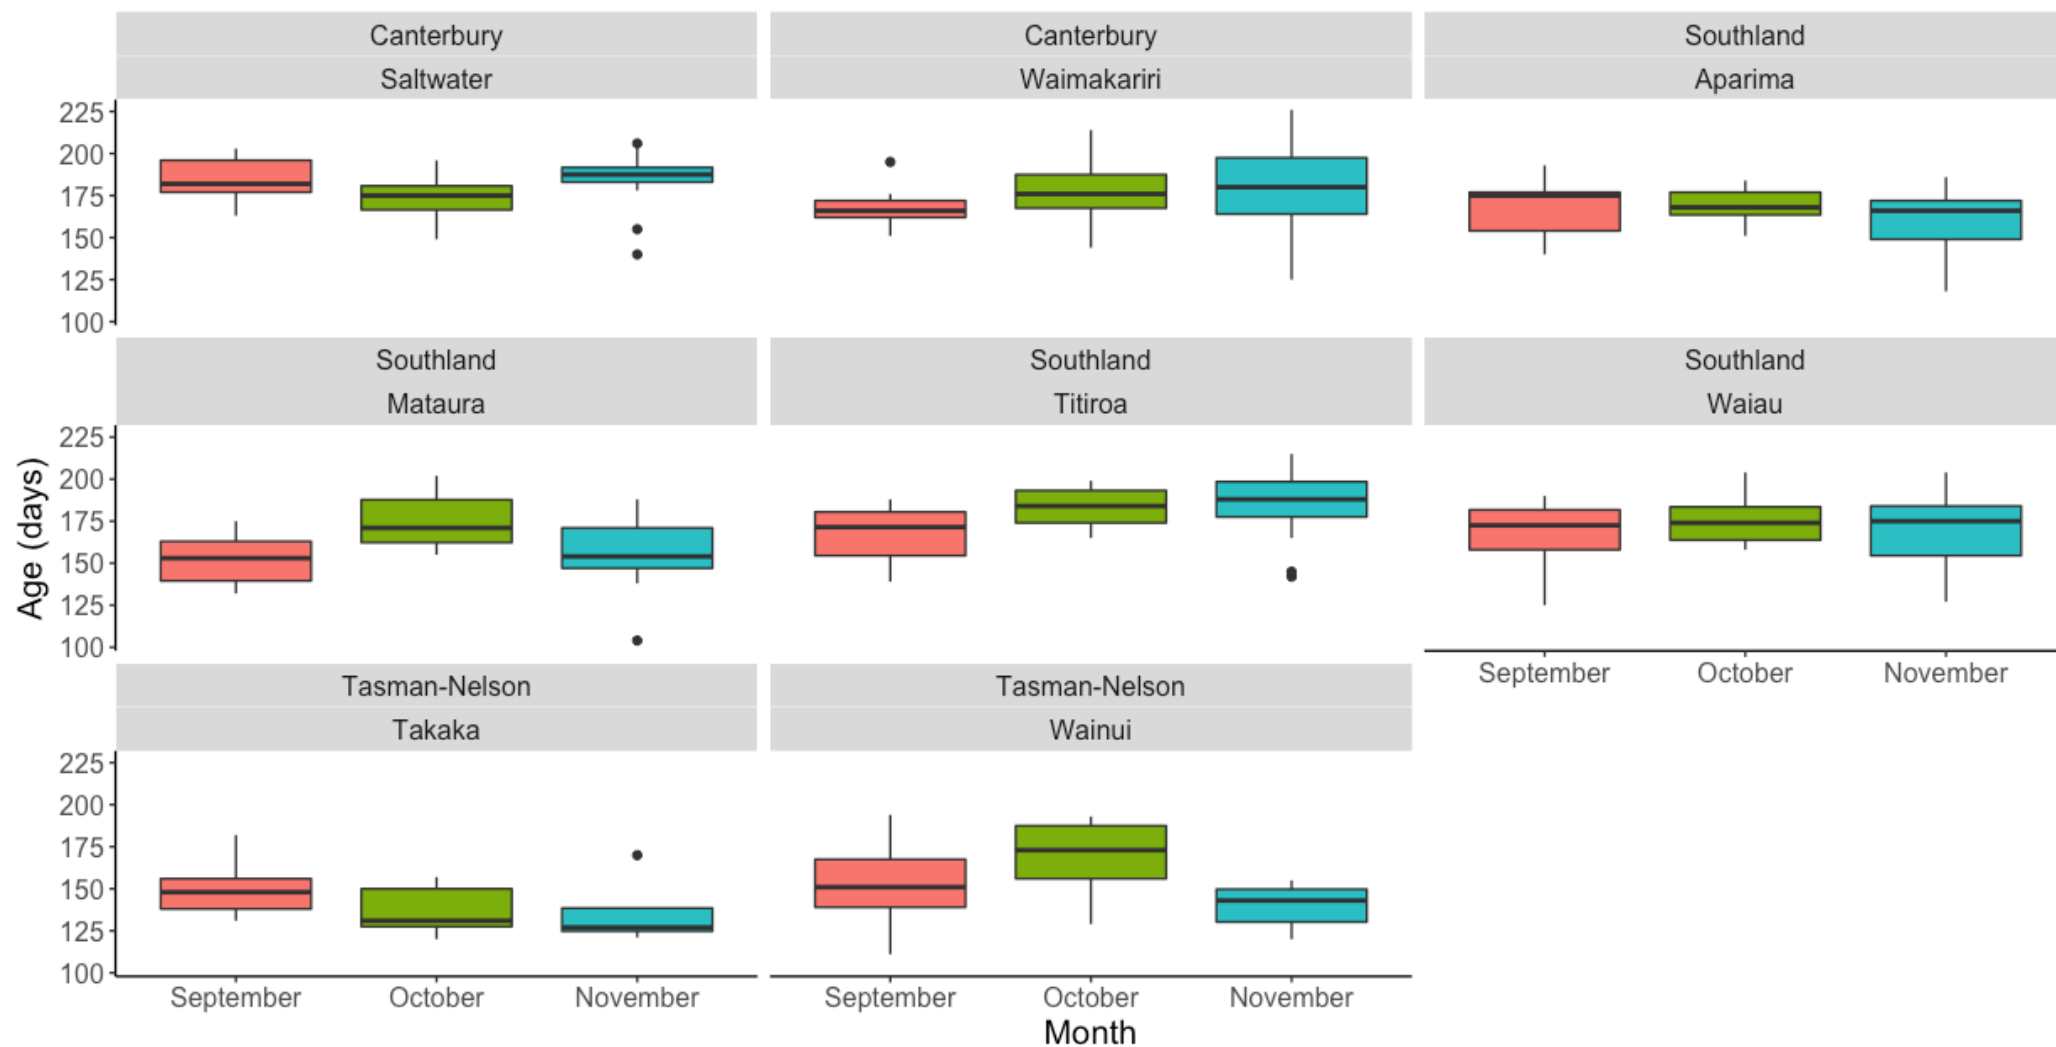 Canterbury Canterbury Southland
Saltwater Waimakariri Aparima
225
200
175
150
125
100
Southland Southland Southland
Mataura Titiroa Waiau
225
200
175
150
125
100
Age (days)
September October November
Tasman-Nelson Tasman-Nelson
Takaka Wainui
225
200
175
150
125
100
September October November September October November
Month